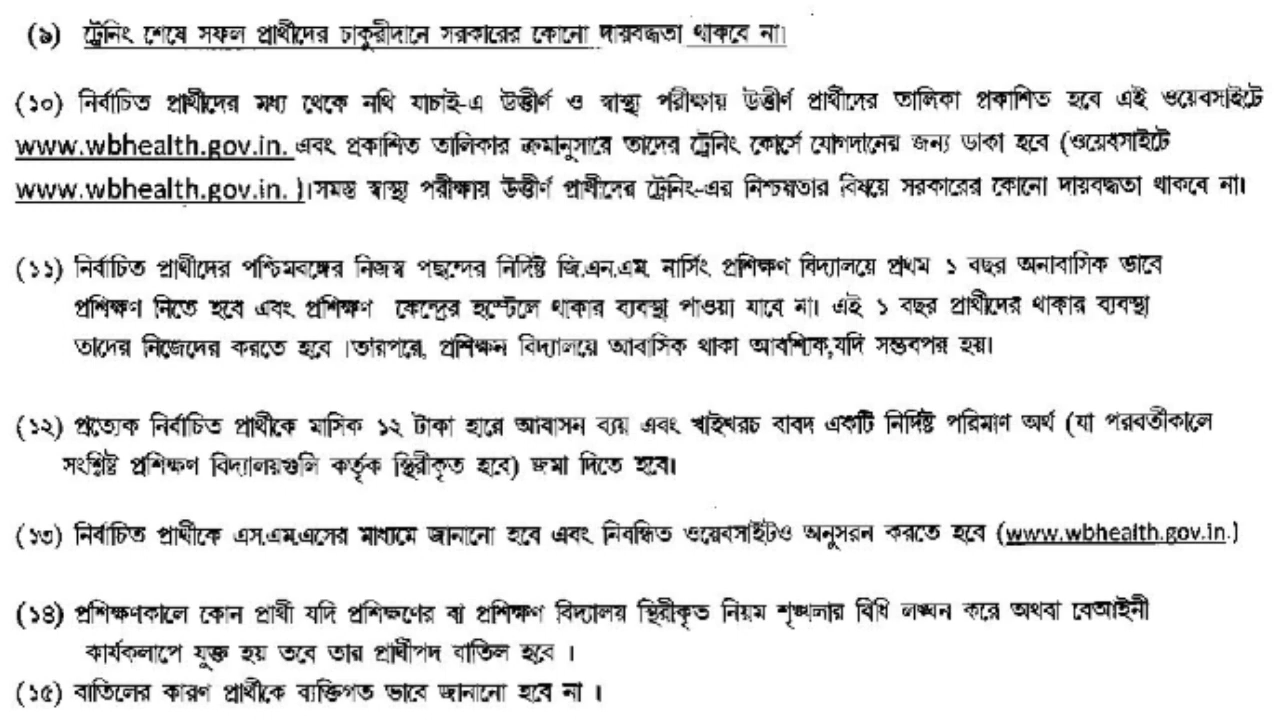 (৯) ট্রেনিং শেষে সফল প্রার্থীদের চাকুরীদানে সরকারের কোনো দায়বদ্ধতা থাকবে না।
(১০) নির্বাচিত প্রার্থীদের মধ্য থেকে নথি যাচাই-এ উত্তীর্ণ ও স্বাস্থ্য পরীক্ষায় উত্তীর্ণ প্রার্থীদের তালিকা প্রকাশিত হবে এই ওয়েবসাইটে
www.wbhealth.gov.in. এবং প্রকাশিত তালিকার ক্রমানুসারে তাদের ট্রেনিং কোর্সে যোগদানের জন্য ডাকা হবে (ওয়েবসাইটে
www.wbhealth.gov.in. )।সমস্ত স্বাস্থ্য পরীক্ষায় উত্তীর্ণ প্রার্থীদের ট্রেনিং-এর নিশ্চয়তার বিষয়ে সরকারের কোনো দায়বদ্ধতা থাকবে না।
(১১) নির্বাচিত প্রার্থীদের পশ্চিমবঙ্গের নিজস্ব পছন্দের নির্দিষ্ট জি.এন.এম. নার্সিং প্রশিক্ষণ বিদ্যালয়ে প্রথম ১ বছর অনাবাসিক ভাবে
প্রশিক্ষণ নিতে হবে এবং প্রশিক্ষণ কেন্দ্রের হস্টেলে থাকার ব্যবস্থা পাওয়া যাবে না। এই ১ বছর প্রার্থীদের থাকার ব্যবস্থা
তাদের নিজেদের করতে হবে ।তারপরে, প্রশিক্ষন বিদ্যালয়ে আবাসিক থাকা আবশ্যিক,যদি সম্ভবপর হয়।
(১২) প্রত্যেক নির্বাচিত প্রার্থীকে মাসিক ১২ টাকা হারে আবাসন ব্যয় এবং খাইখরচ বাবদ একটি নির্দিষ্ট পরিমাণ অর্থ (যা পরবর্তীকালে
সংশ্লিষ্ট প্রশিক্ষণ বিদ্যালয়গুলি কর্তৃক স্থিরীকৃত হবে) জমা দিতে হবে।
(১৩) নির্বাচিত প্রার্থীকে এস.এম.এসের মাধ্যমে জানানো হবে এবং নিবন্ধিত ওয়েবসাইটও অনুসরন করতে হবে (www.wbhealth.gov.in.)
(১৪) প্রশিক্ষণকালে কোন প্রার্থী যদি প্রশিক্ষণের বা প্রশিক্ষণ বিদ্যালয় স্থিরীকৃত নিয়ম শৃঙ্খলার বিধি লঙ্ঘন করে অথবা বেআইনী
কার্যকলাপে যুক্ত হয় তবে তার প্রার্থীপদ বাতিল হবে ।
(১৫) বাতিলের কারণ প্রার্থীকে ব্যক্তিগত ভাবে জানানো হবে না ।